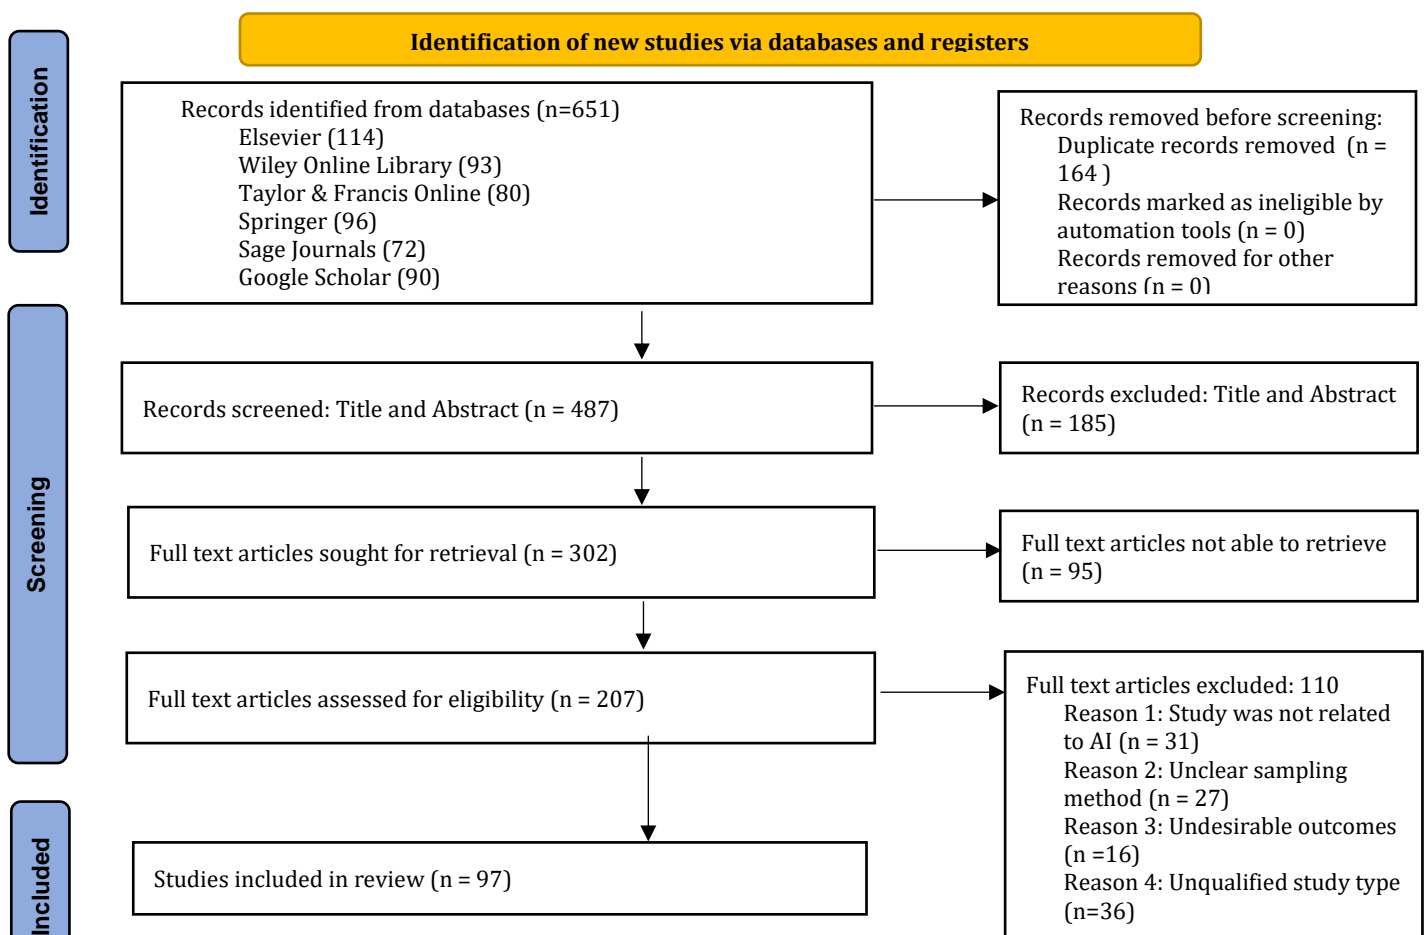 Identification of new studies via databases and registers
Identification
Records identified from databases (n=651)
Elsevier (114)
Wiley Online Library (93)
Taylor & Francis Online (80)
Springer (96)
Sage Journals (72)
Google Scholar (90)
Records removed before screening:
Duplicate records removed  (n =
164 )
Records marked as ineligible by
automation tools (n = 0)
Records removed for other
reasons (n = 0)
Screening
Records screened: Title and Abstract (n = 487)
Records excluded: Title and Abstract
(n = 185)
Full text articles sought for retrieval (n = 302)
Full text articles not able to retrieve
(n = 95)
Full text articles assessed for eligibility (n = 207)
Full text articles excluded: 110
Reason 1: Study was not related
to AI (n = 31)
Reason 2: Unclear sampling
method (n = 27)
Reason 3: Undesirable outcomes
(n =16)
Reason 4: Unqualified study type
(n=36)
Included
Studies included in review (n = 97)